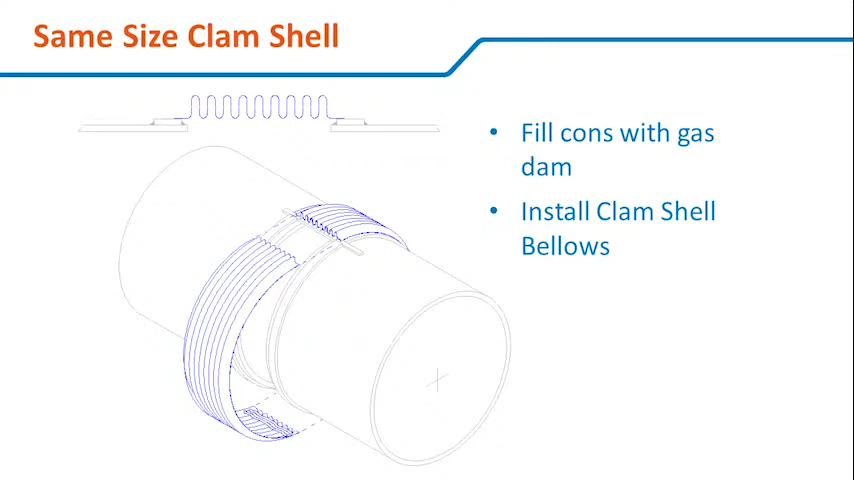 Same Size Clam Shell
• Fill cons with gas
dam
• Install Clam Shell
Bellows